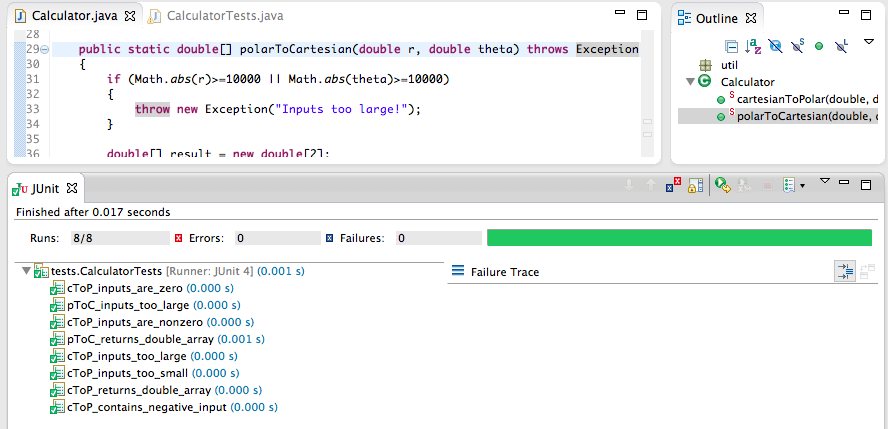 Calculator.java
CalculatorTests.java
28
29 public static double[] polarToCartesian(double r, double theta) throws Exception
30 {
31 if (Math.abs(r)>=10000 || Math.abs(theta)>=10000)
32 {
33 throw new Exception("Inputs too large!");
34 }
35
36 double[] result = new double[2];
Outline
util
Calculator
S cartesianToPolar(double, d
S polarToCartesian(double,
JUnit
Finished after 0.017 seconds
Runs: 8/8 Errors: 0 Failures: 0
tests.CalculatorTests [Runner: JUnit 4] (0.001 s)
cToP_inputs_are_zero (0.000 s)
pToC_inputs_too_large (0.000 s)
cToP_inputs_are_nonzero (0.000 s)
pToC_returns_double_array (0.001 s)
cToP_inputs_too_large (0.000 s)
cToP_inputs_too_small (0.000 s)
cToP_returns_double_array (0.000 s)
cToP_contains_negative_input (0.000 s)
Failure Trace